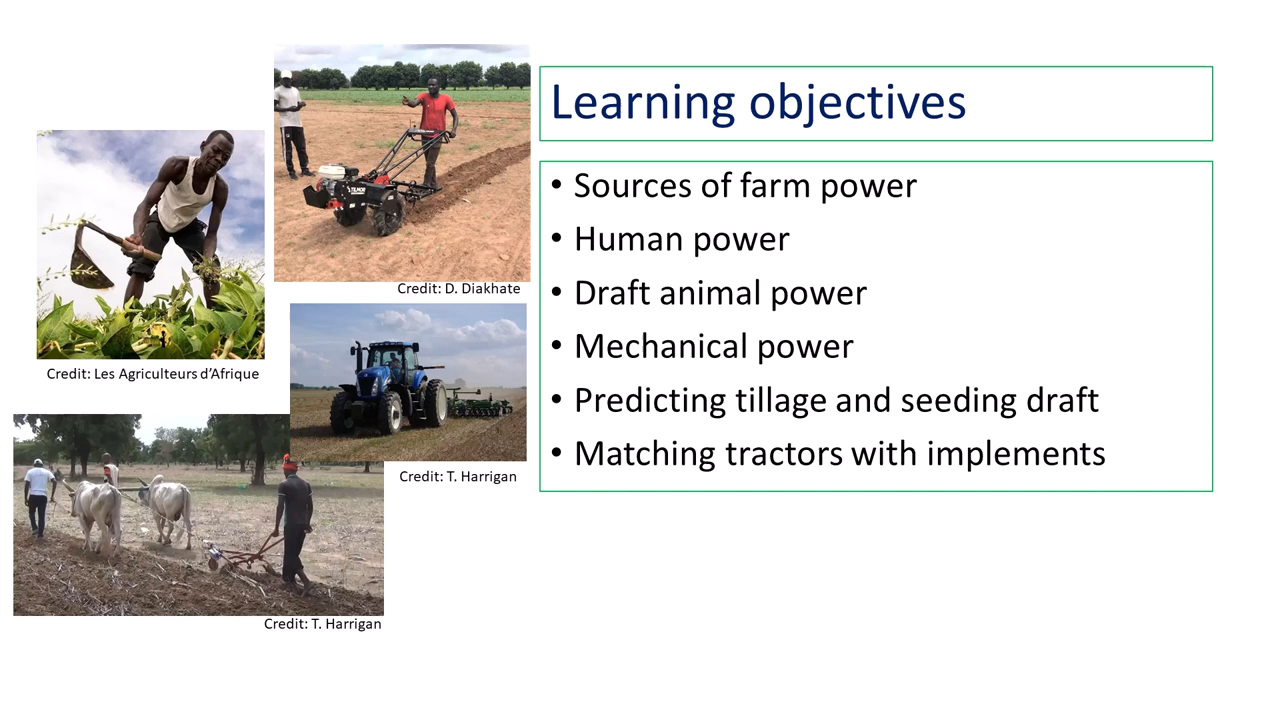 Learning objectives
• Sources of farm power
• Human power
• Draft animal power
• Mechanical power
• Predicting tillage and seeding draft
• Matching tractors with implements
TILMOR
Credit: D. Diakhate
Credit: Les Agriculteurs d’Afrique
Credit: T. Harrigan
Credit: T. Harrigan